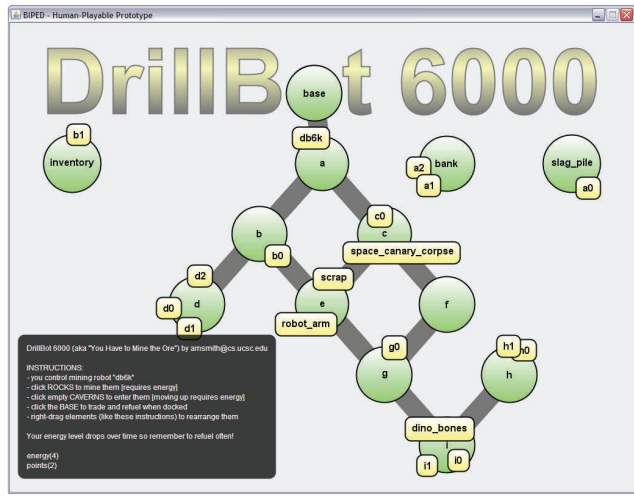 BIPED - Human-Playable Prototype
DrillBot 6000
base
db6k
a
b1
inventory
a2
a1
bank
slag_pile
a0
c0
c
b
b0
space_canary_corpse
d2
d
d0
d1
scrap
e
robot_arm
f
g0
g
h1
h0
h
dino_bones
i1
i0
DrillBot 6000 (aka "You Have to Mine the Ore") by amsmith@cs.ucsc.edu
INSTRUCTIONS:
- you control mining robot "db6k"
- click ROCKS to mine them [requires energy]
- click empty CAVERNS to enter them [moving up requires energy]
- click the BASE to trade and refuel when docked
- right-drag elements (like these instructions) to rearrange them
Your energy level drops over time so remember to refuel often!
energy(4)
points(2)